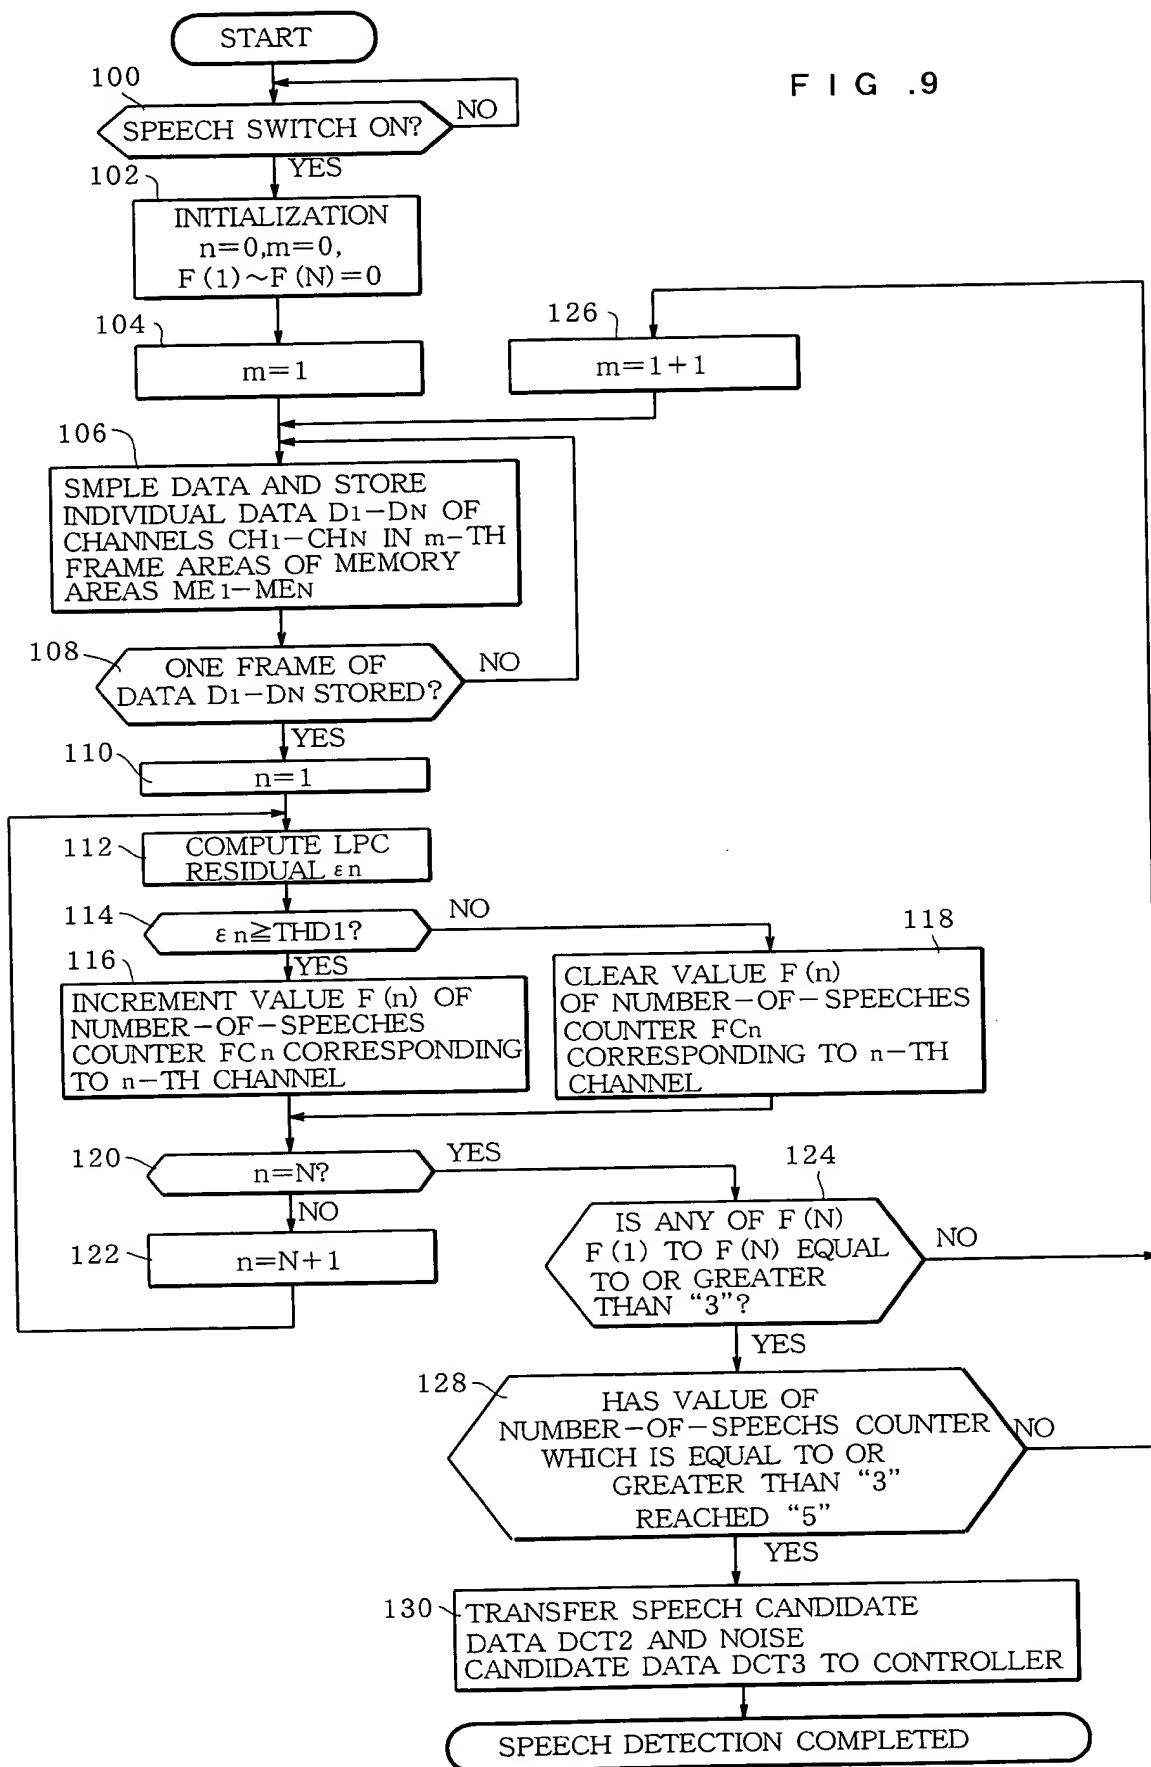 START
F I G .9
100
SPEECH SWITCH ON?
NO
YES
102
INITIALIZATION
n=0,m=0,
F(1)~F(N)=0
104
m=1
126
m=1+1
106
SMPLE DATA AND STORE
INDIVIDUAL DATA D1-DN OF
CHANNELS CH1-CHN IN m-TH
FRAME AREAS OF MEMORY
AREAS ME1-MEN
108
ONE FRAME OF
DATA D1-DN STORED?
NO
YES
110
n=1
112
COMPUTE LPC
RESIDUAL εn
114
εn≧THD1?
NO
YES
116
INCREMENT VALUE F(n) OF
NUMBER-OF-SPEECHES
COUNTER FCn CORRESPONDING
TO n-TH CHANNEL
118
CLEAR VALUE F(n)
OF NUMBER-OF-SPEECHES
COUNTER FCn
CORRESPONDING TO n-TH
CHANNEL
120
n=N?
YES
NO
122
n=N+1
124
IS ANY OF F(N)
F(1) TO F(N) EQUAL
TO OR GREATER
THAN "3"?
NO
YES
128
HAS VALUE OF
NUMBER-OF-SPEECHS COUNTER
WHICH IS EQUAL TO OR
GREATER THAN "3"
REACHED "5"
NO
YES
130
TRANSFER SPEECH CANDIDATE
DATA DCT2 AND NOISE
CANDIDATE DATA DCT3 TO CONTROLLER
SPEECH DETECTION COMPLETED